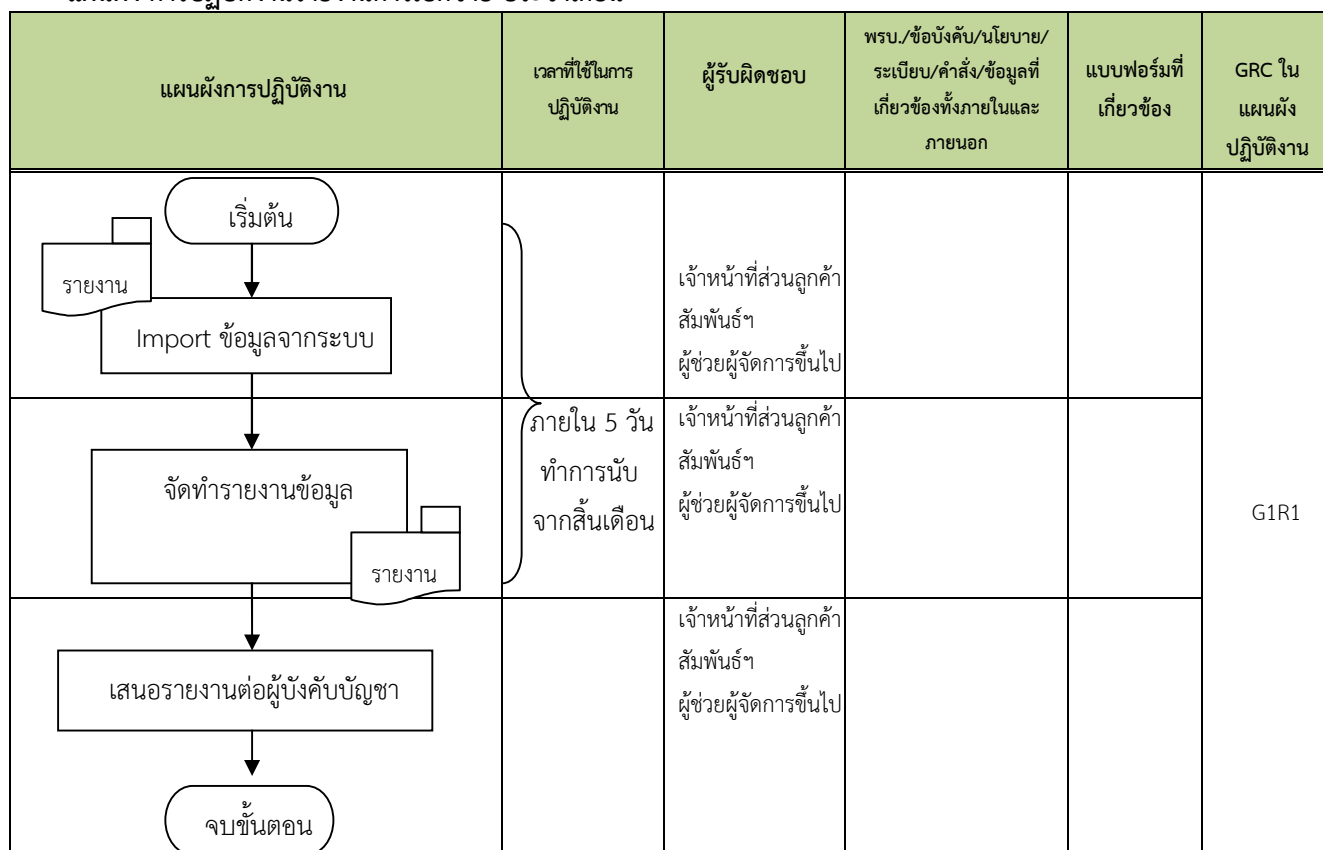 แผนผังการปฏิบัติงาน
เวลาที่ใช้ในการ
ปฏิบัติงาน
ผู้รับผิดชอบ
พรบ./ข้อบังคับ/นโยบาย/
ระเบียบ/คำสั่ง/ข้อมูลที่
เกี่ยวข้องทั้งภายในและ
ภายนอก
แบบฟอร์มที่
เกี่ยวข้อง
GRC ใน
แผนผัง
ปฏิบัติงาน
เริ่มต้น
รายงาน
Import ข้อมูลจากระบบ
เจ้าหน้าที่ส่วนลูกค้า
สัมพันธ์ฯ
ผู้ช่วยผู้จัดการขึ้นไป
จัดทำรายงานข้อมูล
รายงาน
ภายใน 5 วัน
ทำการนับ
จากสิ้นเดือน
เจ้าหน้าที่ส่วนลูกค้า
สัมพันธ์ฯ
ผู้ช่วยผู้จัดการขึ้นไป
G1R1
เสนอรายงานต่อผู้บังคับบัญชา
เจ้าหน้าที่ส่วนลูกค้า
สัมพันธ์ฯ
ผู้ช่วยผู้จัดการขึ้นไป
จบขั้นตอน